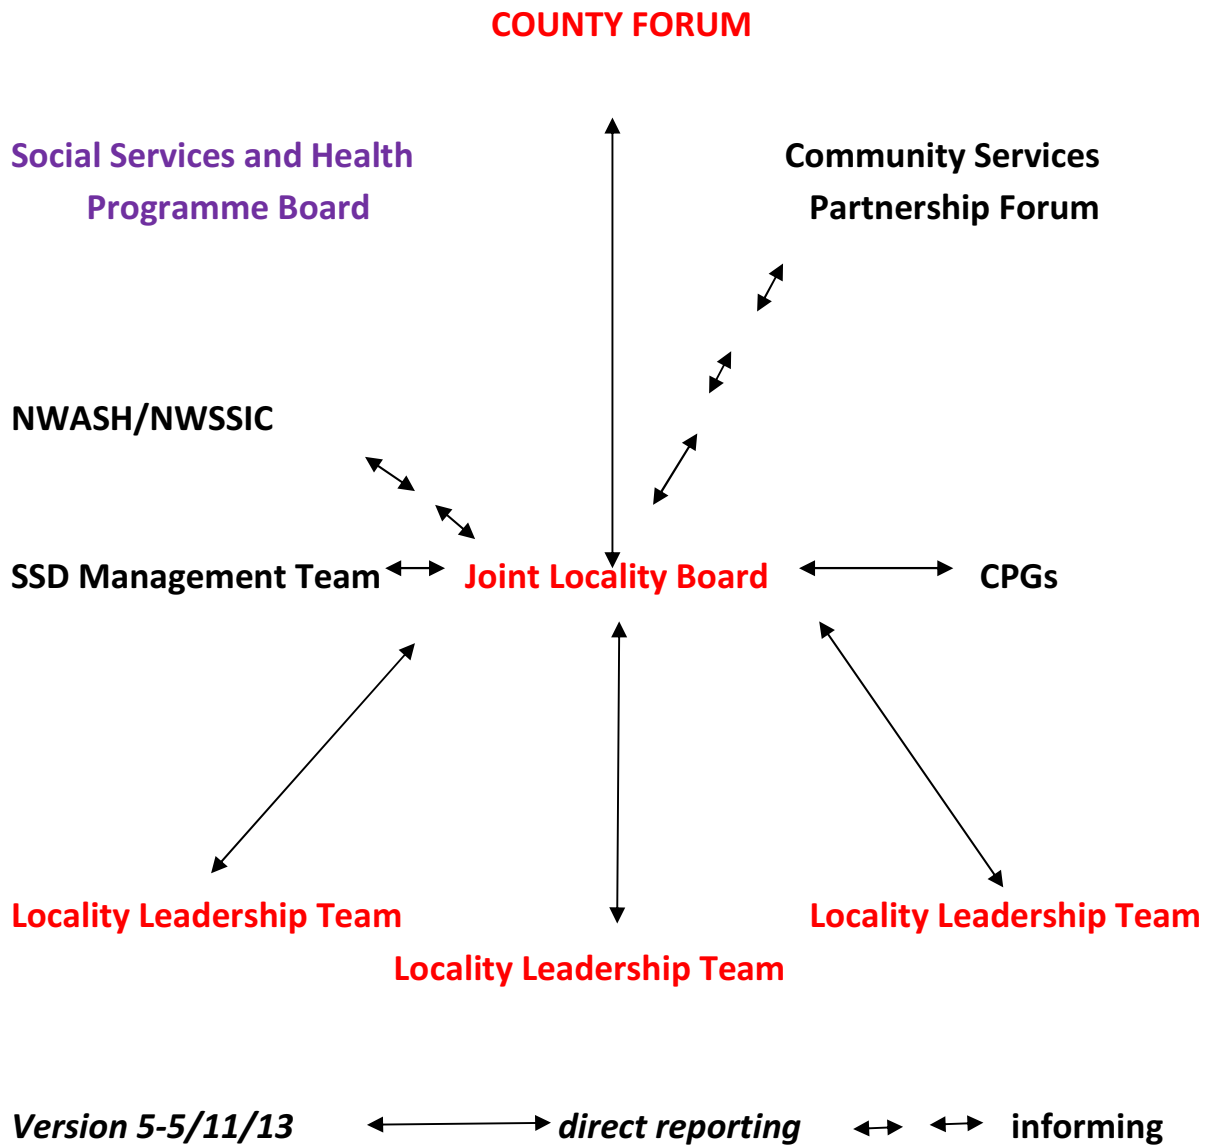 COUNTY FORUM
Social Services and Health
Programme Board
Community Services
Partnership Forum
NWASH/NWSSIC
SSD Management Team
Joint Locality Board
CPGs
Locality Leadership Team
Locality Leadership Team
Locality Leadership Team
Version 5-5/11/13
direct reporting
informing